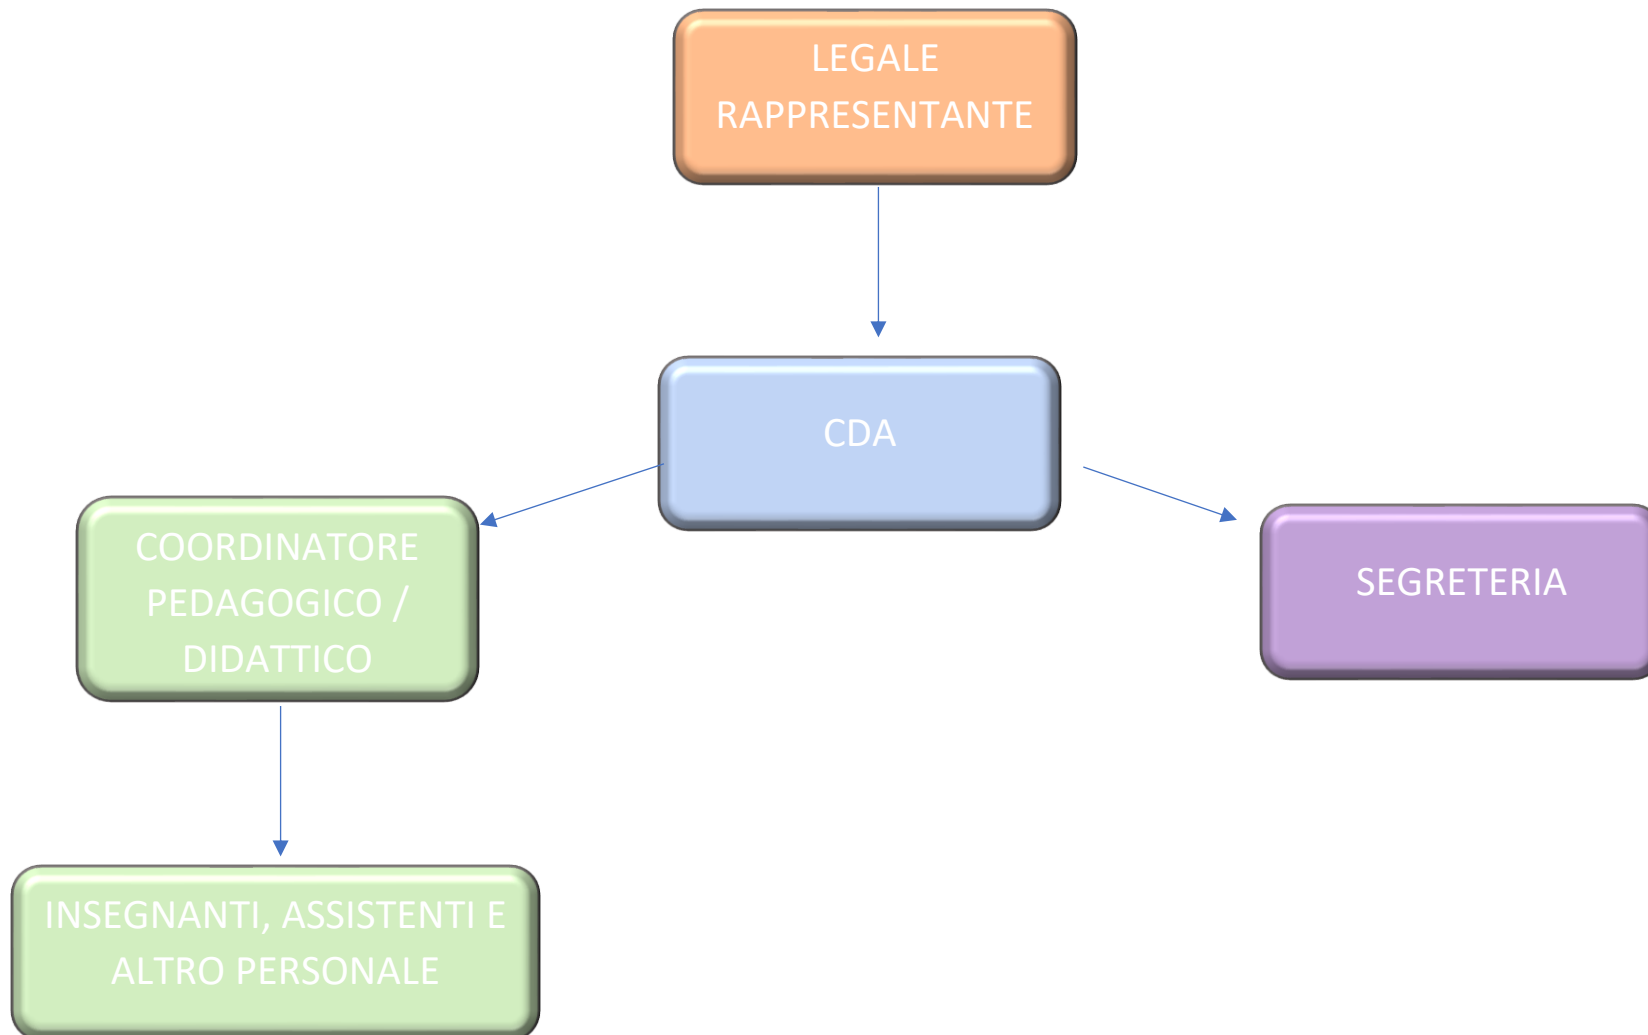 LEGALE
RAPPRESENTANTE
CDA
COORDINATORE
PEDAGOGICO /
DIDATTICO
SEGRETERIA
INSEGNANTI, ASSISTENTI E
ALTRO PERSONALE